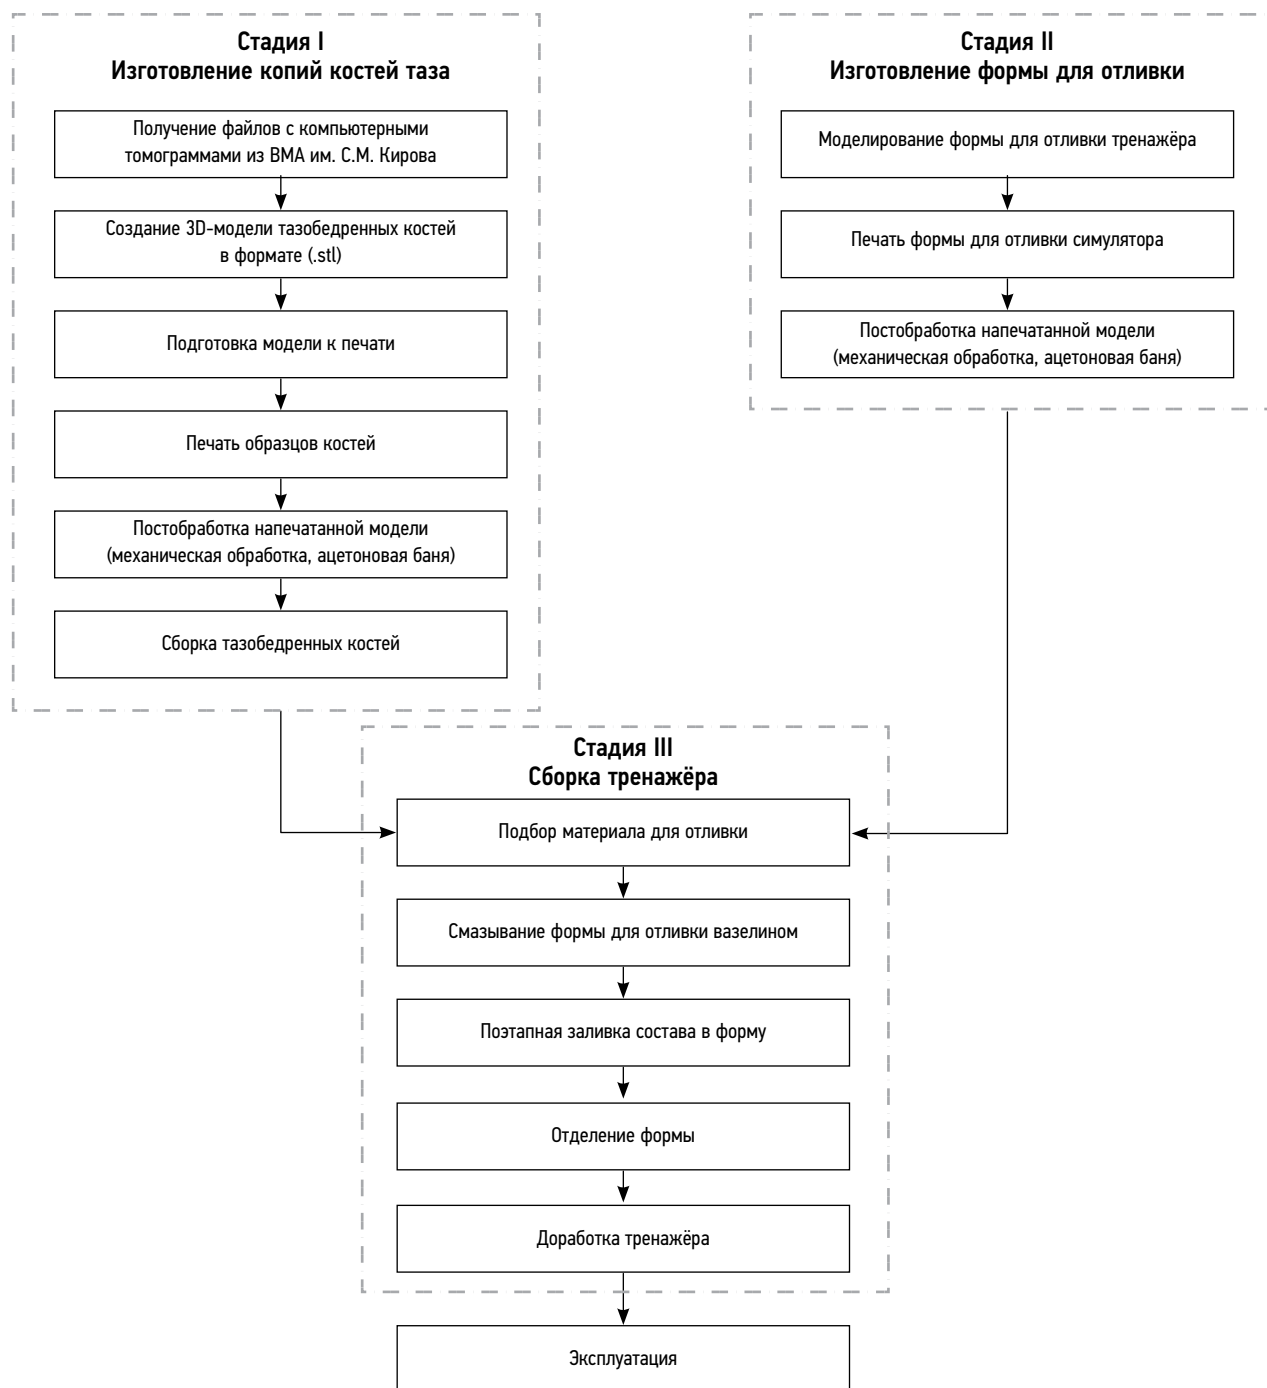 Стадия I
Изготовление копий костей таза
Получение файлов с компьютерными
томограммами из ВМА им. С.М. Кирова
Создание 3D-модели тазобедренных костей
в формате (.stl)
Подготовка модели к печати
Печать образцов костей
Постобработка напечатанной модели
(механическая обработка, ацетоновая баня)
Сборка тазобедренных костей
Стадия II
Изготовление формы для отливки
Моделирование формы для отливки тренажёра
Печать формы для отливки симулятора
Постобработка напечатанной модели
(механическая обработка, ацетоновая баня)
Стадия III
Сборка тренажёра
Подбор материала для отливки
Смазывание формы для отливки вазелином
Поэтапная заливка состава в форму
Отделение формы
Доработка тренажёра
Эксплуатация